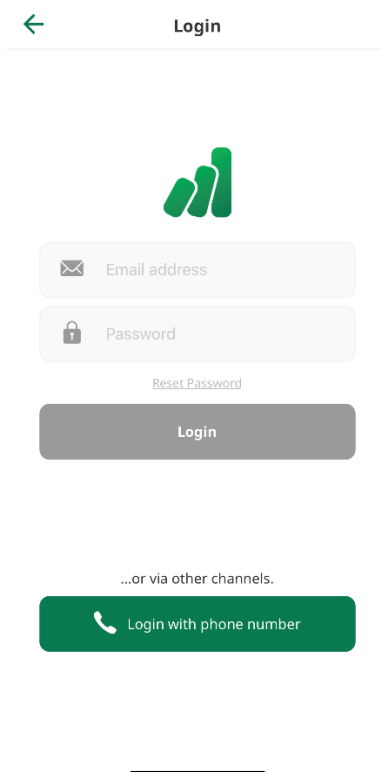 Login
Email address
Password
Reset Password
Login
...or via other channels.
Login with phone number